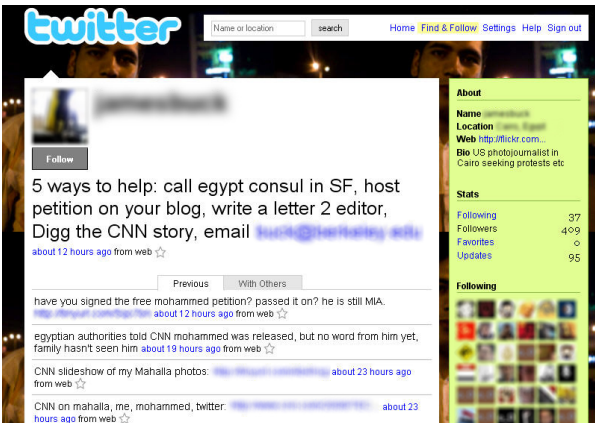 twitter
Name or location
search
Home Find & Follow Settings Help Sign out
Follow
5 ways to help: call egypt consul in SF, host
petition on your blog, write a letter 2 editor,
Digg the CNN story, email
about 12 hours ago from web
Previous
With Others
have you signed the free mohammed petition? passed it on? he is still MIA.
about 12 hours ago from web
egyptian authorities told CNN mohammed was released, but no word from him yet,
family hasn't seen him about 19 hours ago from web
CNN slideshow of my Mahalla photos: about 23 hours ago
from web
CNN on mahalla, me, mohammed, twitter: about 23
hours ago from web
About
Name
Location
Web http://flickr.com...
Bio US photojournalist in
Cairo seeking protests etc
Stats
Following 37
Followers 409
Favorites 0
Updates 95
Following